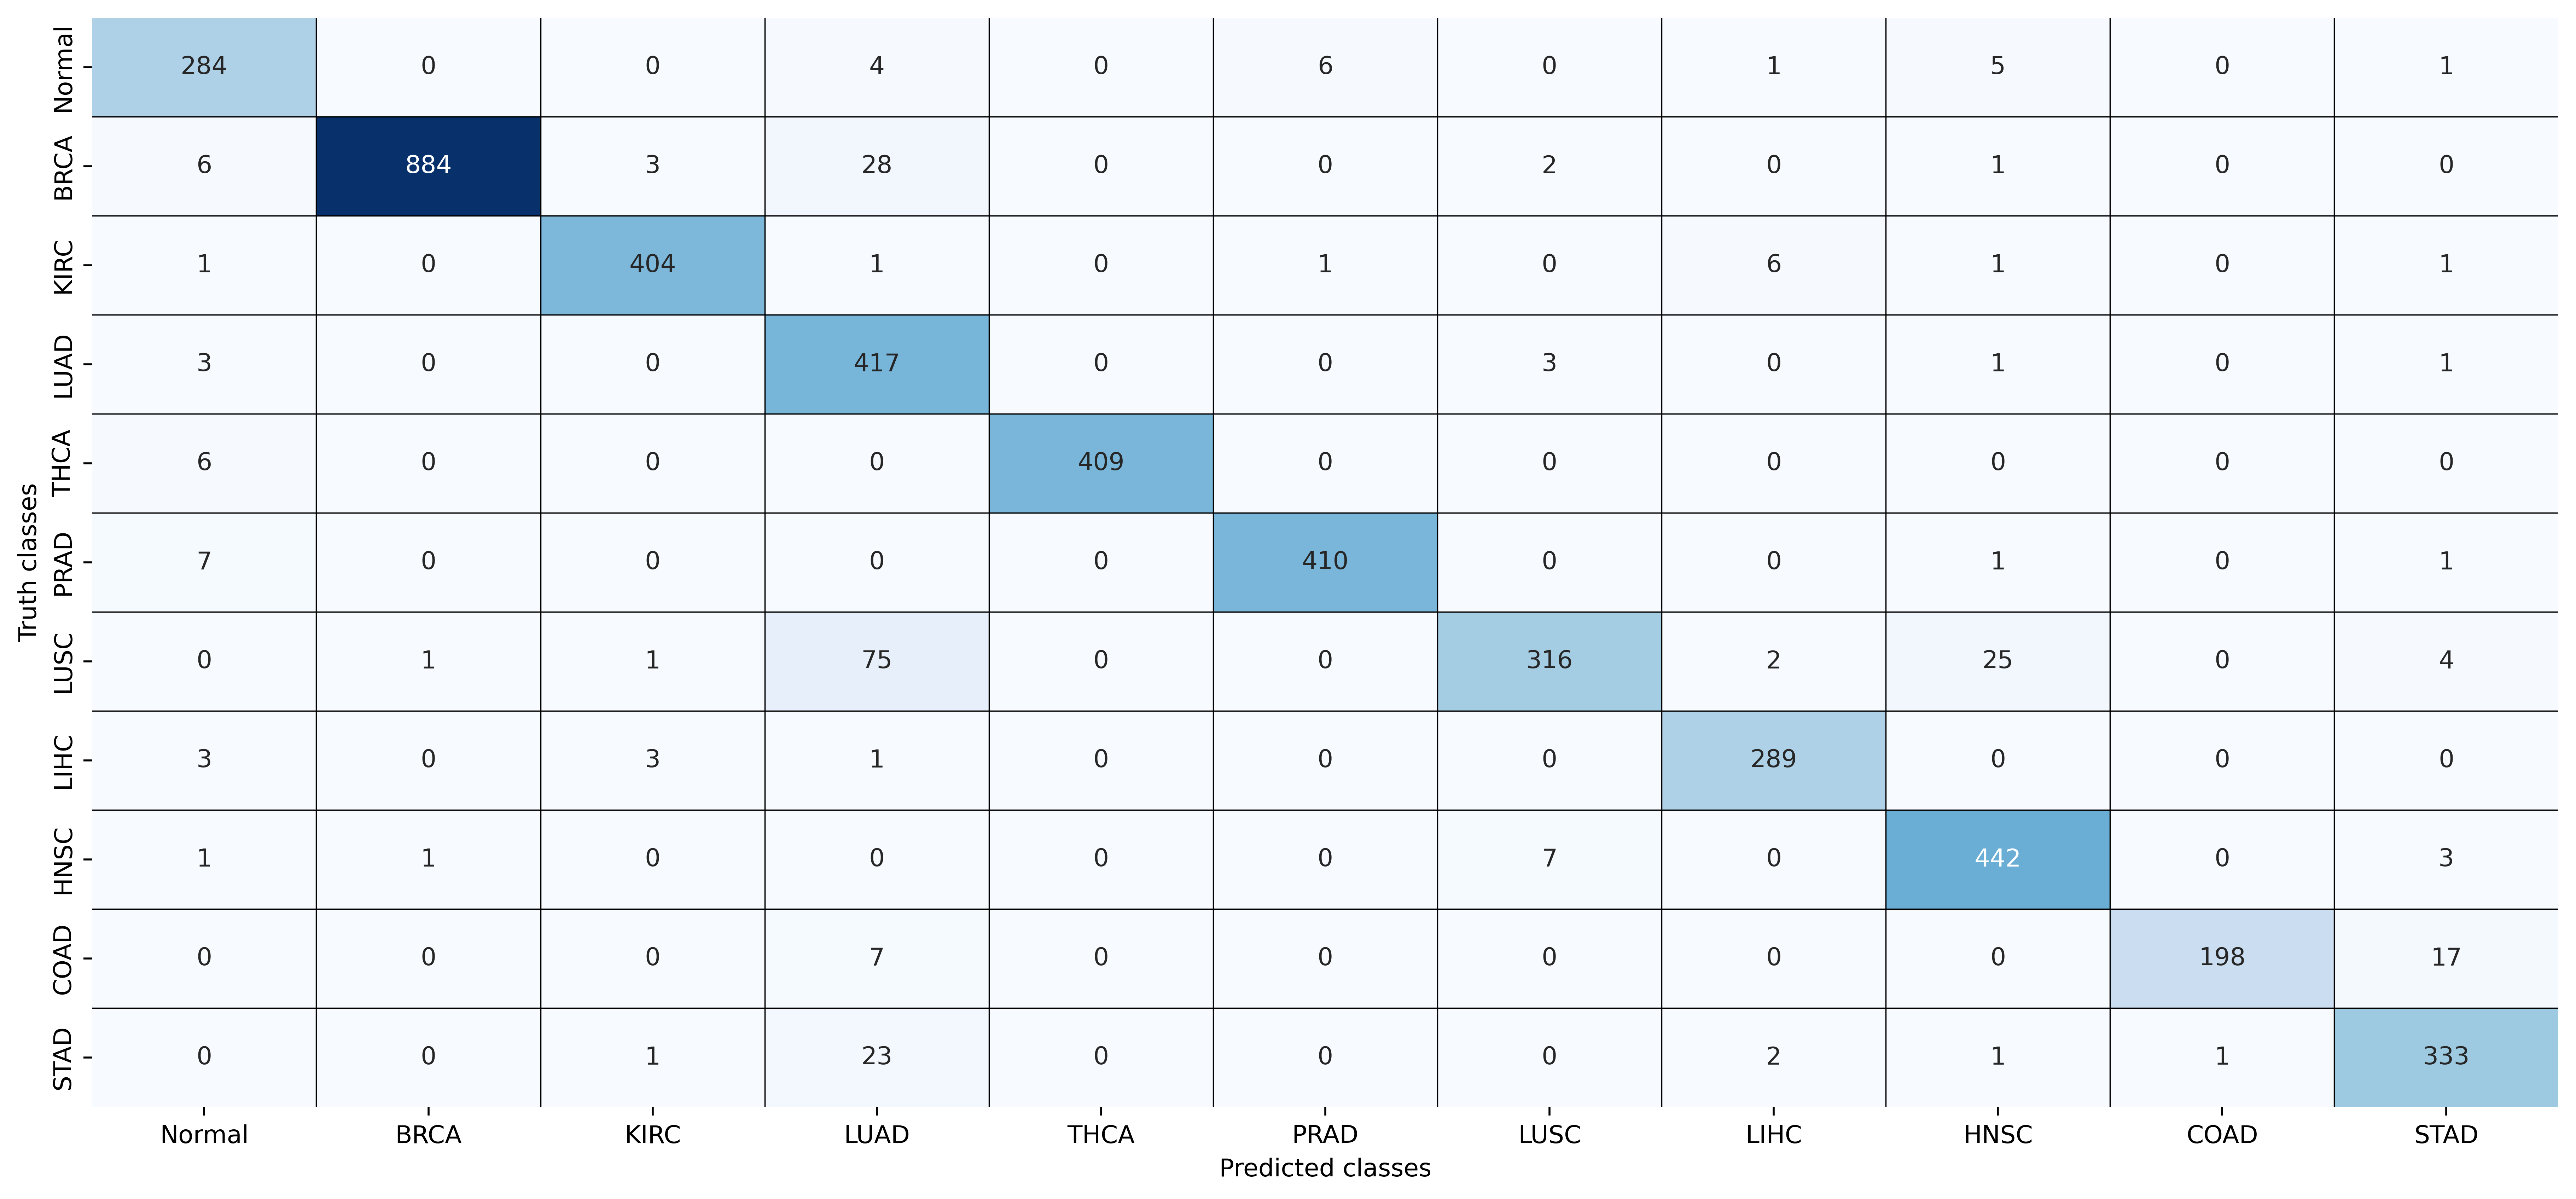 Truth classes
Normal 284 0 0 4 0 6 0 1 5 0 1
BRCA 6 884 3 28 0 0 2 0 1 0 0
KIRC 1 0 404 1 0 1 0 6 1 0 1
LUAD 3 0 0 417 0 0 3 0 1 0 1
THCA 6 0 0 0 409 0 0 0 0 0 0
PRAD 7 0 0 0 0 410 0 0 1 0 1
LUSC 0 1 1 75 0 0 316 2 25 0 4
LIHC 3 0 3 1 0 0 0 289 0 0 0
HNSC 1 1 0 0 0 0 7 0 442 0 3
COAD 0 0 0 7 0 0 0 0 0 198 17
STAD 0 0 1 23 0 0 0 2 1 1 333
Normal BRCA KIRC LUAD THCA PRAD LUSC LIHC HNSC COAD STAD
Predicted classes